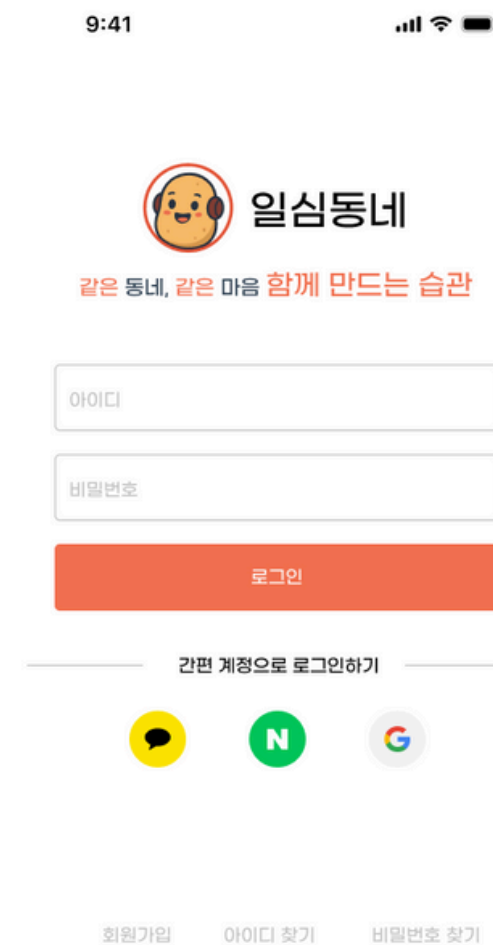 9:41
일심동네
같은 동네, 같은 마음 함께 만드는 습관
아이디
비밀번호
로그인
간편 계정으로 로그인하기
N G
회원가입 아이디 찾기 비밀번호 찾기